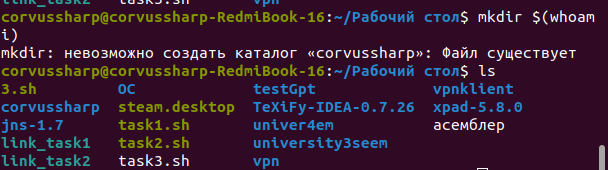 link_task2 task3.sh vpn
corvussharp@corvussharp-RedmiBook-16:~/Рабочий стол$ mkdir $(whoam
i)
mkdir: невозможно создать каталог «corvussharp»: Файл существует
corvussharp@corvussharp-RedmiBook-16:~/Рабочий стол$ ls
3.sh OC testGpt vpnklient
corvussharp steam.desktop TeXiFy-IDEA-0.7.26 xpad-5.8.0
jns-1.7 task1.sh univer4em асемблер
link_task1 task2.sh university3seem
link_task2 task3.sh vpn